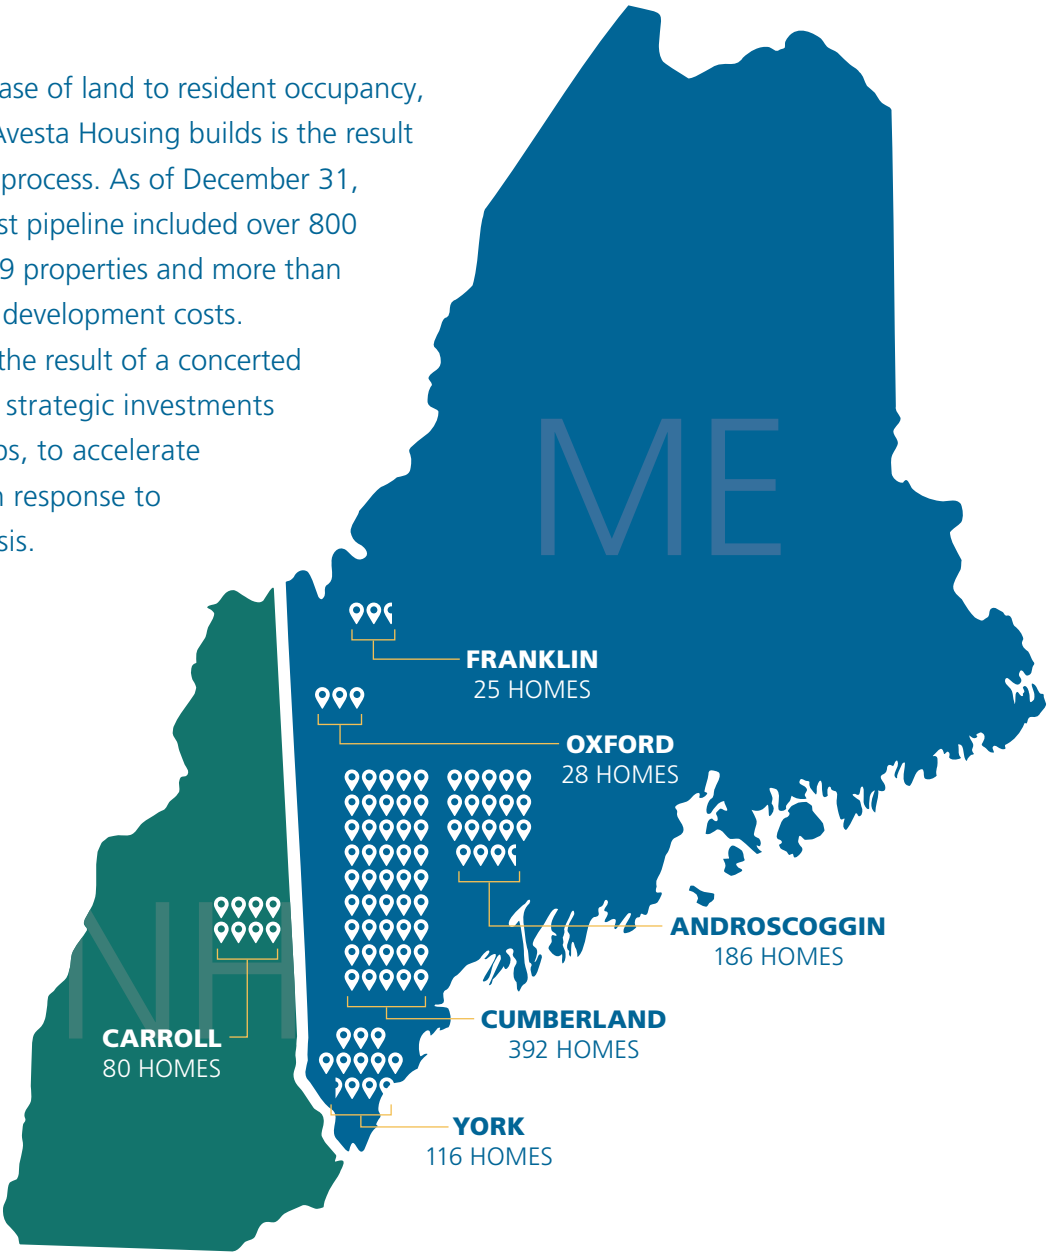 ase of land to resident occupancy,
Avesta Housing builds is the result
process. As of December 31,
st pipeline included over 800
9 properties and more than
development costs.
the result of a concerted
strategic investments
os, to accelerate
n response to
sis.
ME
FRANKLIN
25 HOMES
OXFORD
28 HOMES
ANDROSCOGGIN
186 HOMES
NH
CUMBERLAND
392 HOMES
CARROLL
80 HOMES
YORK
116 HOMES